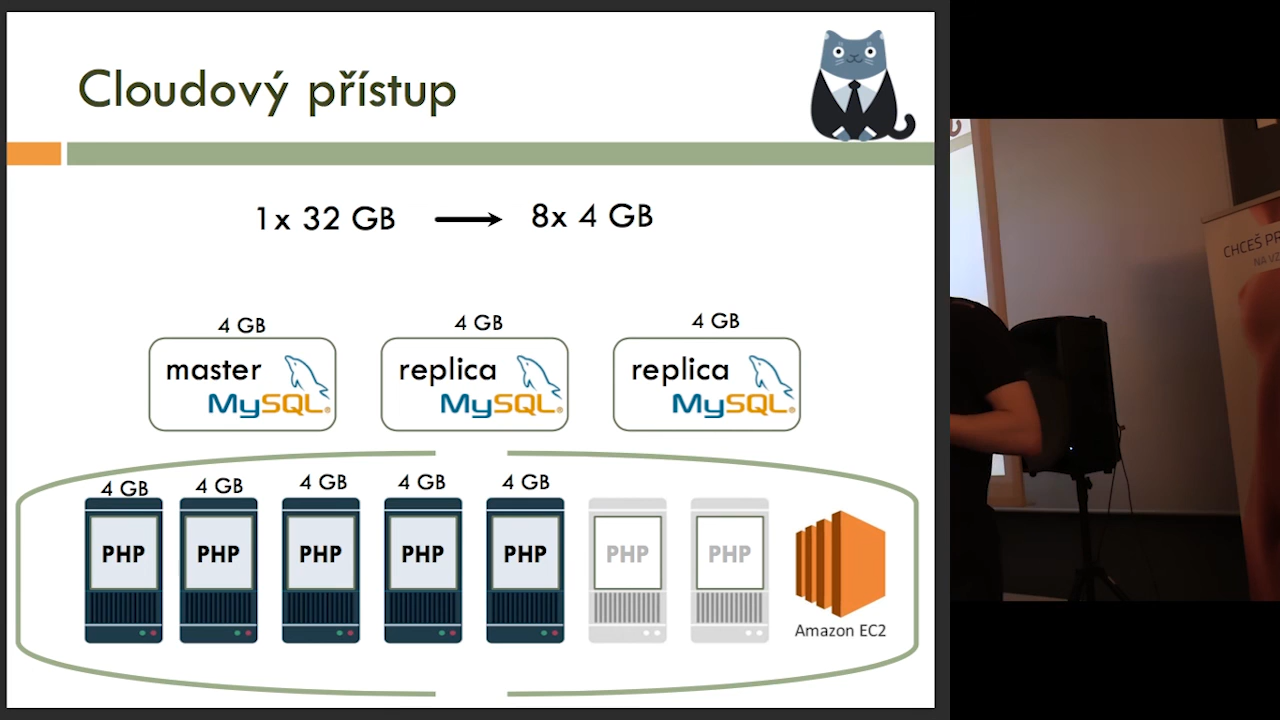 Cloudový přístup
1x 32 GB
8x 4 GB
4 GB
4 GB
4 GB
master
MySQL®
replica
MySQL®
replica
MySQL®
4 GB
4 GB
4 GB
4 GB
4 GB
PHP
PHP
PHP
PHP
PHP
PHP
PHP
Amazon EC2
CHCEŠ
NA